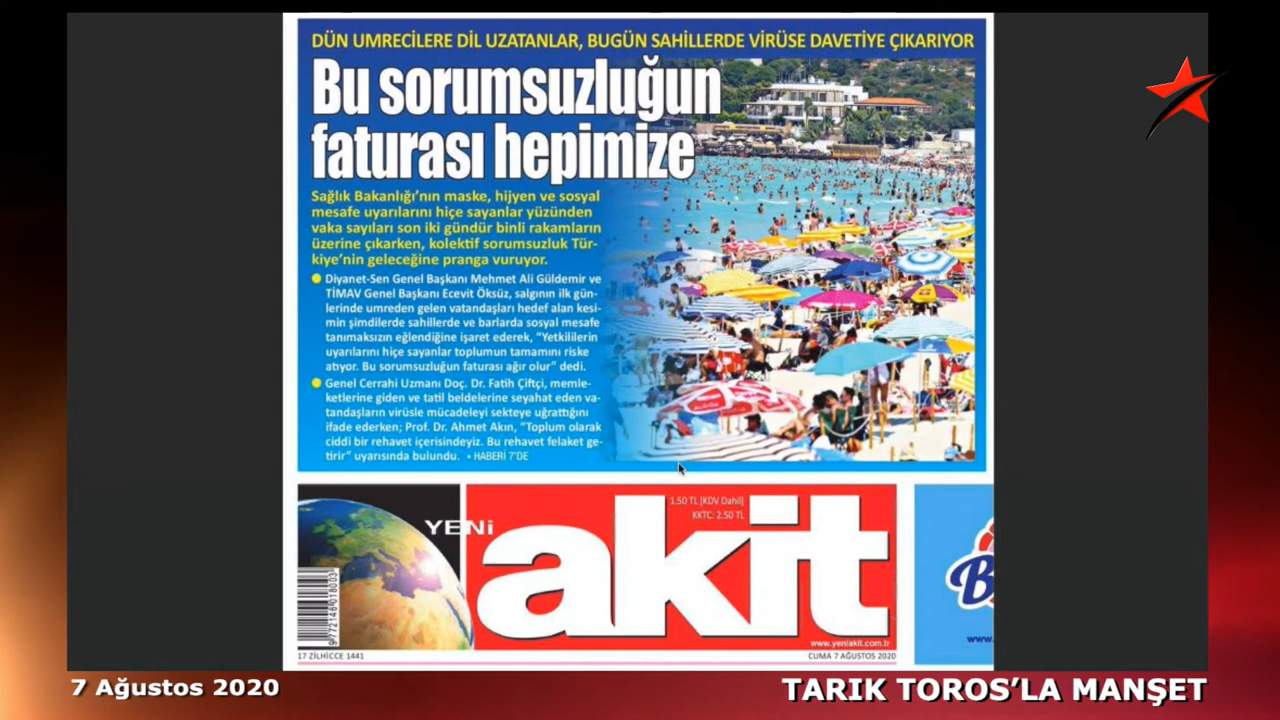 DÜN UMRECİLERE DİL UZATANLAR, BUGÜN SAHİLLERDE VİRÜSE DAVETİYE ÇIKARIYOR
Bu sorumsuzluğun
faturası hepimize
Sağlık Bakanlığı'nın maske, hijyen ve sosyal
mesafe uyarılarını hiçe sayanlar yüzünden
vaka sayıları son iki gündür binli rakamların
üzerine çıkarken, kolektif sorumsuzluk Tür-
kiye'nin geleceğine pranga vuruyor.
● Diyanet-Sen Genel Başkanı Mehmet Ali Güldemir ve
TİMAV Genel Başkanı Ecevit Öksüz, salgının ilk gün-
lerinde umreden gelen vatandaşları hedef alan kesi-
min şimdilerde sahillerde ve barlarda sosyal mesafe
tanımaksızın eğlendiğine işaret ederek, "Yetkililerin
uyarılarını hiçe sayanlar toplumun tamamını riske
atıyor. Bu sorumsuzluğun faturası ağır olur" dedi.
● Genel Cerrahi Uzmanı Doç. Dr. Fatih Çiftçi, memle-
ketlerine giden ve tatil beldelerine seyahat eden va-
tandaşların virüsle mücadeleyi sekteye uğrattığını
ifade ederken; Prof. Dr. Ahmet Akın, "Toplum olarak
ciddi bir rehavet içerisindeyiz. Bu rehavet felaket ge-
tirir" uyarısında bulundu. • HABERİ 7'DE
1.50 TL [KDV Dahil]
KKTC: 2.50 TL
YENi
akit
www.yeniakit.com.tr
9772146018003
www.
17 ZİLHİCCE 1441
CUMA 7 AĞUSTOS 2020
7 Ağustos 2020
TARIK TOROS'LA MANŞET